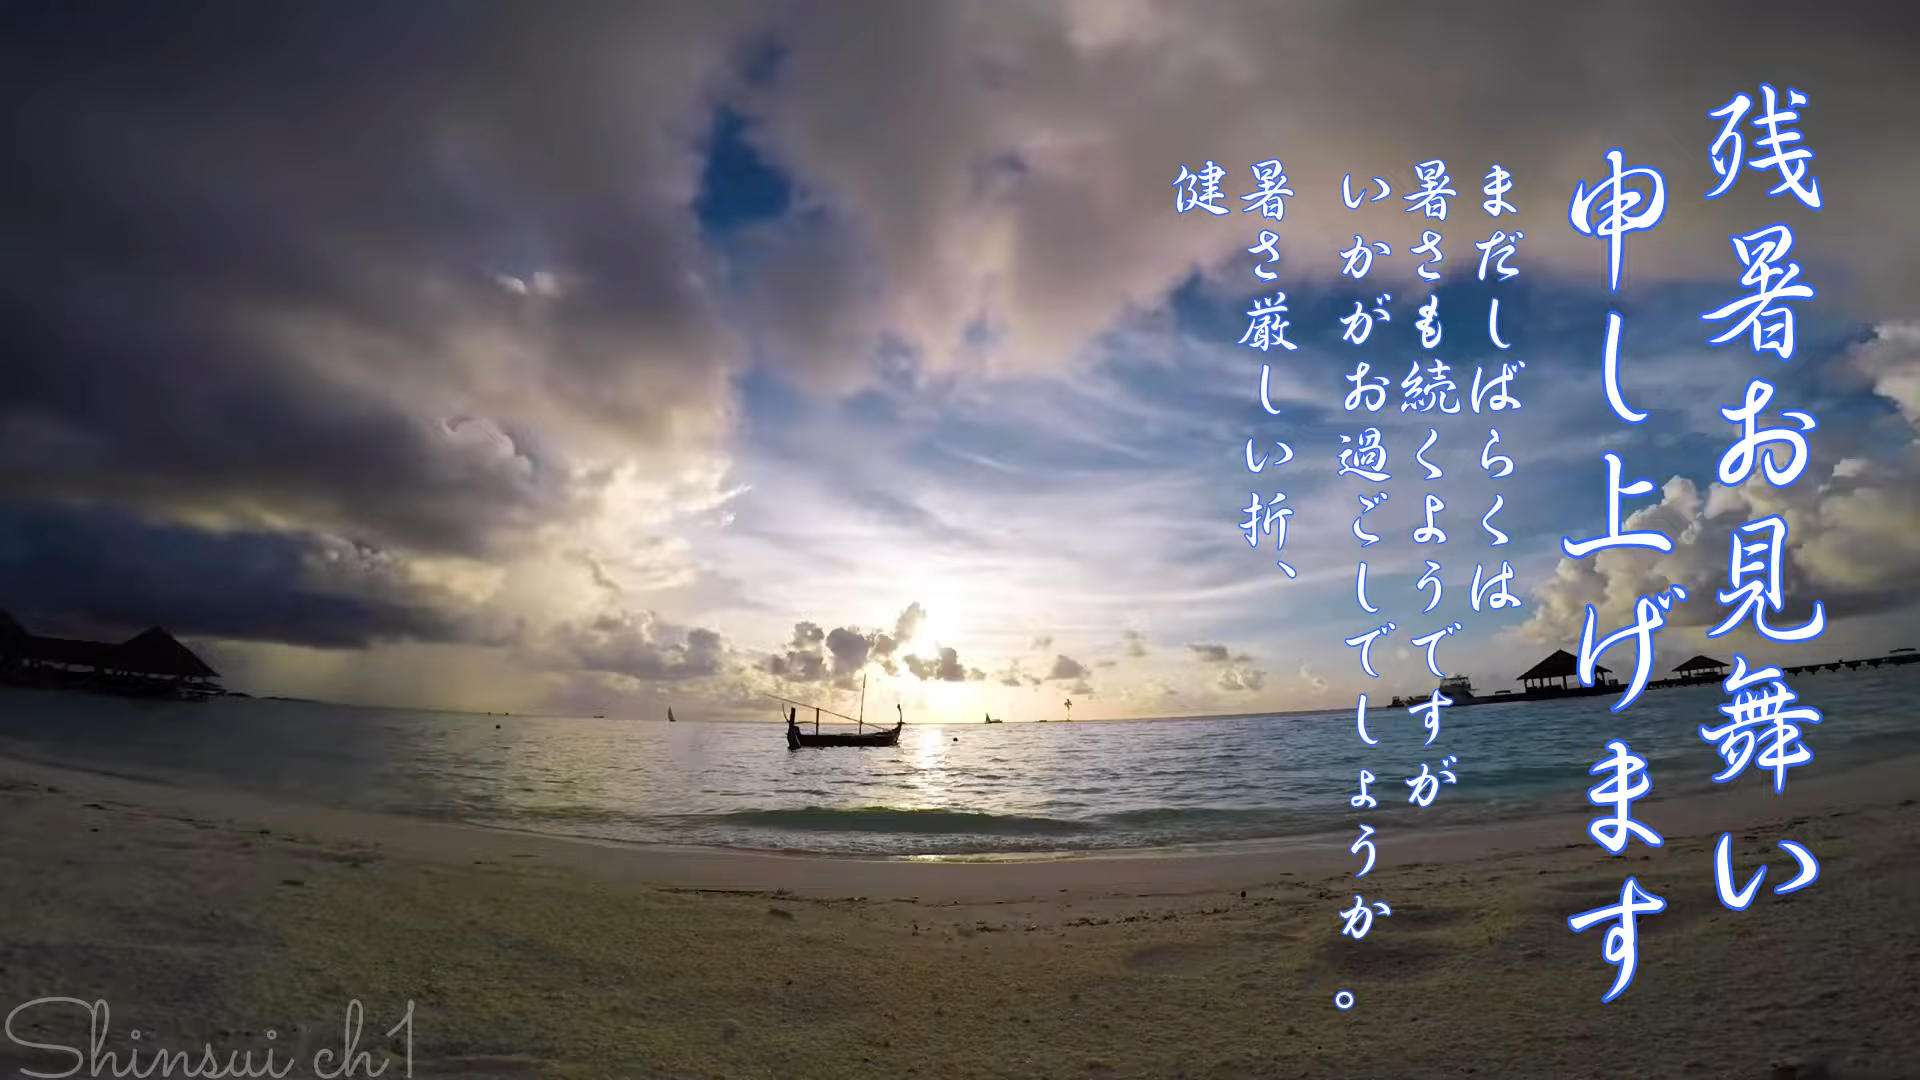 残暑お見舞い
申し上げます
まだしばらくは
暑さも続くようですが
いかがお過ごしでしょうか。
暑さ厳しい折、
健
Shinsui ch1